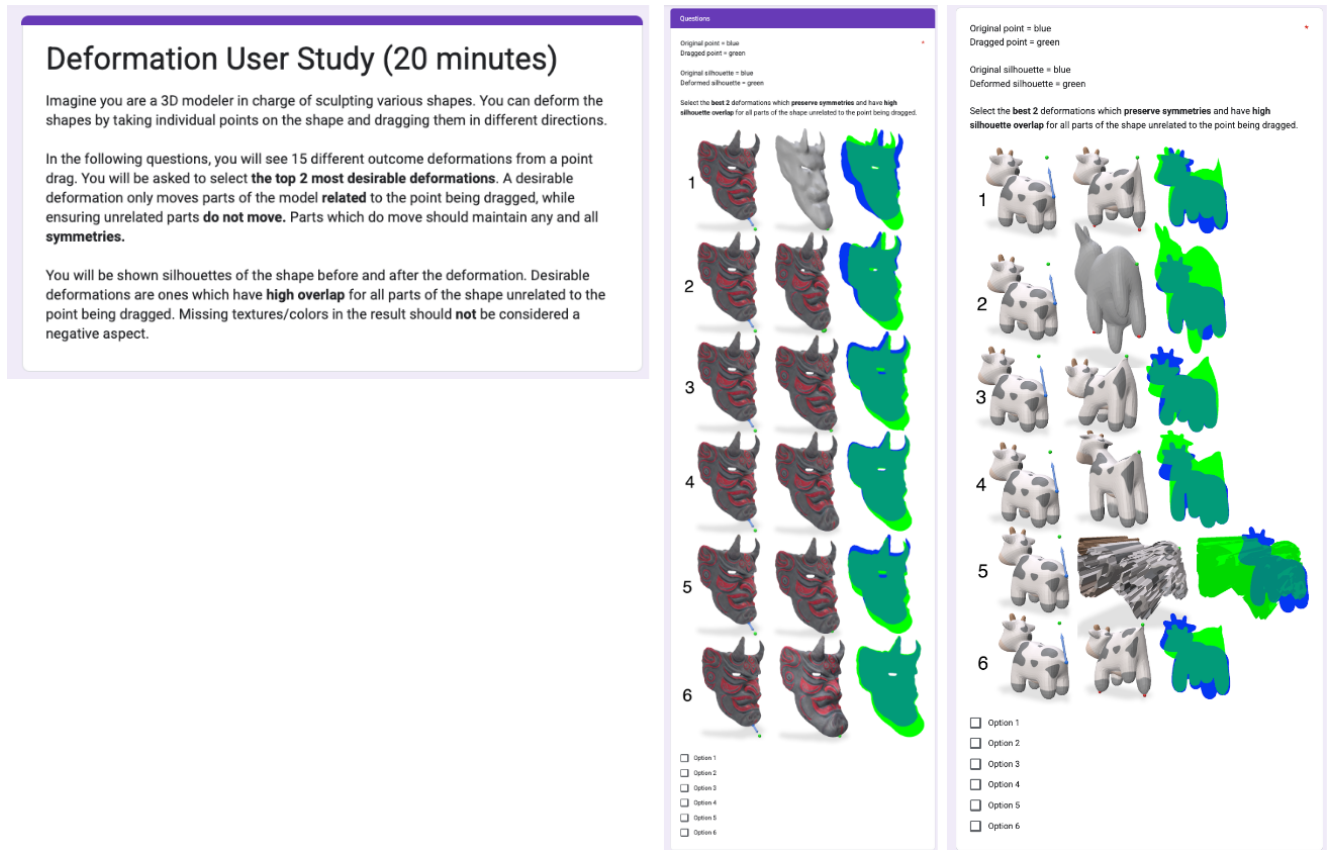 Deformation User Study (20 minutes)
Imagine you are a 3D modeler in charge of sculpting various shapes. You can deform the
shapes by taking individual points on the shape and dragging them in different directions.
In the following questions, you will see 15 different outcome deformations from a point
drag. You will be asked to select the top 2 most desirable deformations. A desirable
deformation only moves parts of the model related to the point being dragged, while
ensuring unrelated parts do not move. Parts which do move should maintain any and all
symmetries.
You will be shown silhouettes of the shape before and after the deformation. Desirable
deformations are ones which have high overlap for all parts of the shape unrelated to the
point being dragged. Missing textures/colors in the result should not be considered a
negative aspect.
Questions
Original point = blue
*
Dragged point = green
Original silhouette = blue
Deformed silhouette = green
Select the best 2 deformations which preserve symmetries and have high
silhouette overlap for all parts of the shape unrelated to the point being dragged.
1
2
3
4
5
6
Option 1
Option 2
Option 3
Option 4
Option 5
Option 6
Original point = blue
*
Dragged point = green
Original silhouette = blue
Deformed silhouette = green
Select the best 2 deformations which preserve symmetries and have high
silhouette overlap for all parts of the shape unrelated to the point being dragged.
1
2
3
4
5
6
Option 1
Option 2
Option 3
Option 4
Option 5
Option 6